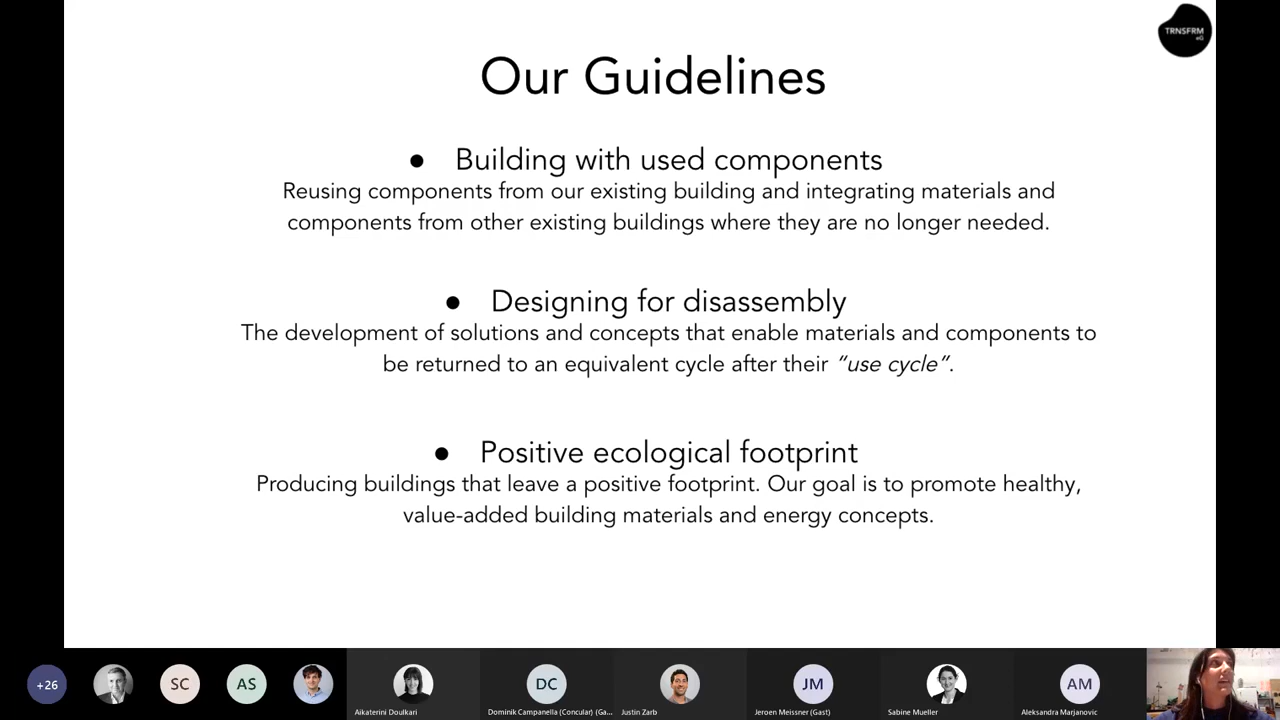 TRNSFRM
eG
Our Guidelines
● Building with used components
Reusing components from our existing building and integrating materials and
components from other existing buildings where they are no longer needed.
● Designing for disassembly
The development of solutions and concepts that enable materials and components to
be returned to an equivalent cycle after their “use cycle”.
● Positive ecological footprint
Producing buildings that leave a positive footprint. Our goal is to promote healthy,
value-added building materials and energy concepts.
+26
SC
AS
DC
JM
AM
Aikaterini Doulkari
Dominik Campanella (Concular) (Ga...
Justin Zarb
Jeroen Meissner (Gast)
Sabine Mueller
Aleksandra Marjanovic